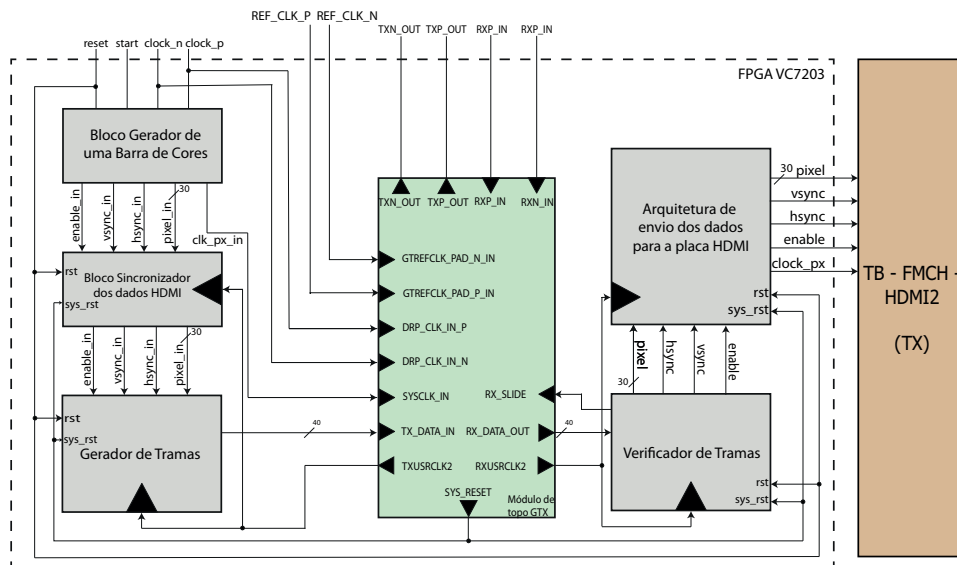 REF_CLK_P REF_CLK_N
TXN_OUT TXP_OUT RXP_IN RXP_IN
reset start clock_n clock_p
FPGA VC7203
Bloco Gerador de
uma Barra de Cores
enable_in
vsync_in
hsync_in
pixel_in
30
clk_px_in
rst
sys_rst
Bloco Sincronizador
dos dados HDMI
enable_in
vsync_in
hsync_in
pixel_in
30
rst
sys_rst
Gerador de Tramas
40
TXN_OUT TXP_OUT RXP_IN RXN_IN
GTREFCLK_PAD_N_IN
GTREFCLK_PAD_P_IN
DRP_CLK_IN_P
DRP_CLK_IN_N
SYSCLK_IN
RX_SLIDE
TX_DATA_IN
RX_DATA_OUT
40
TXUSRCLK2
RXUSRCLK2
SYS_RESET
Módulo de
topo GTX
Arquitetura de
envio dos dados
para a placa HDMI
rst
sys_rst
30 pixel
vsync
hsync
enable
clock_px
pixel
hsync
vsync
enable
30
Verificador de Tramas
rst
sys_rst
TB - FMCH -
HDMI2
(TX)